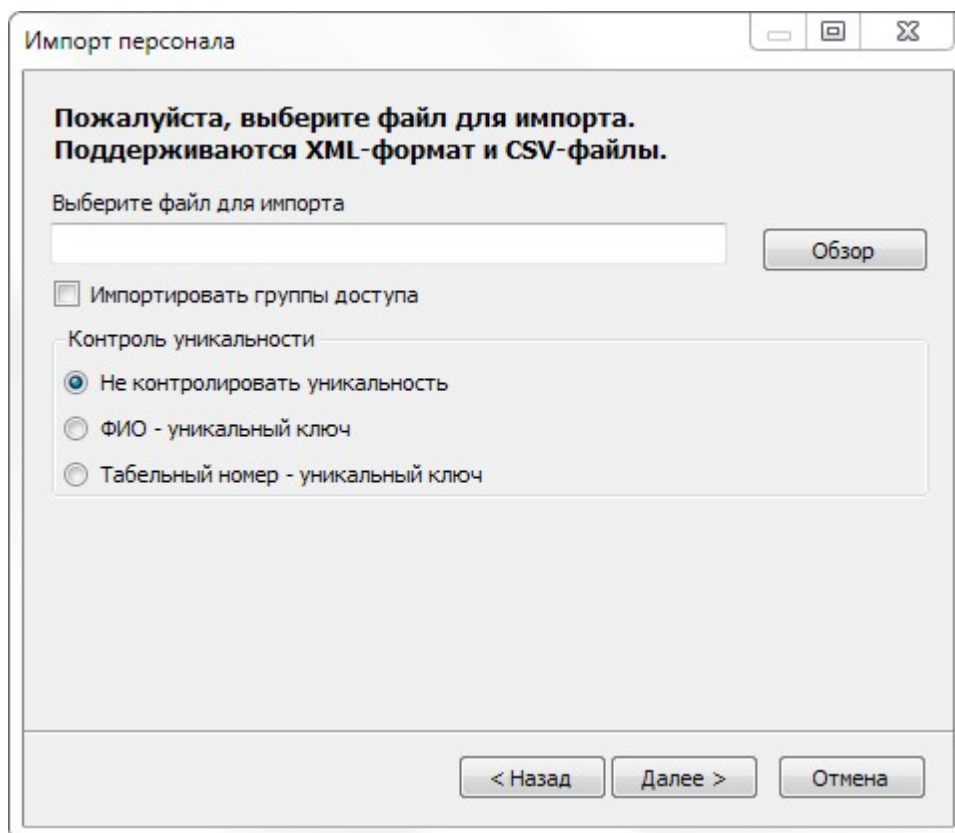 Импорт персонала
Пожалуйста, выберите файл для импорта.
Поддерживаются XML-формат и CSV-файлы.
Выберите файл для импорта
Обзор
Импортировать группы доступа
Контроль уникальности
Не контролировать уникальность
ФИО - уникальный ключ
Табельный номер - уникальный ключ
< Назад
Далее >
Отмена